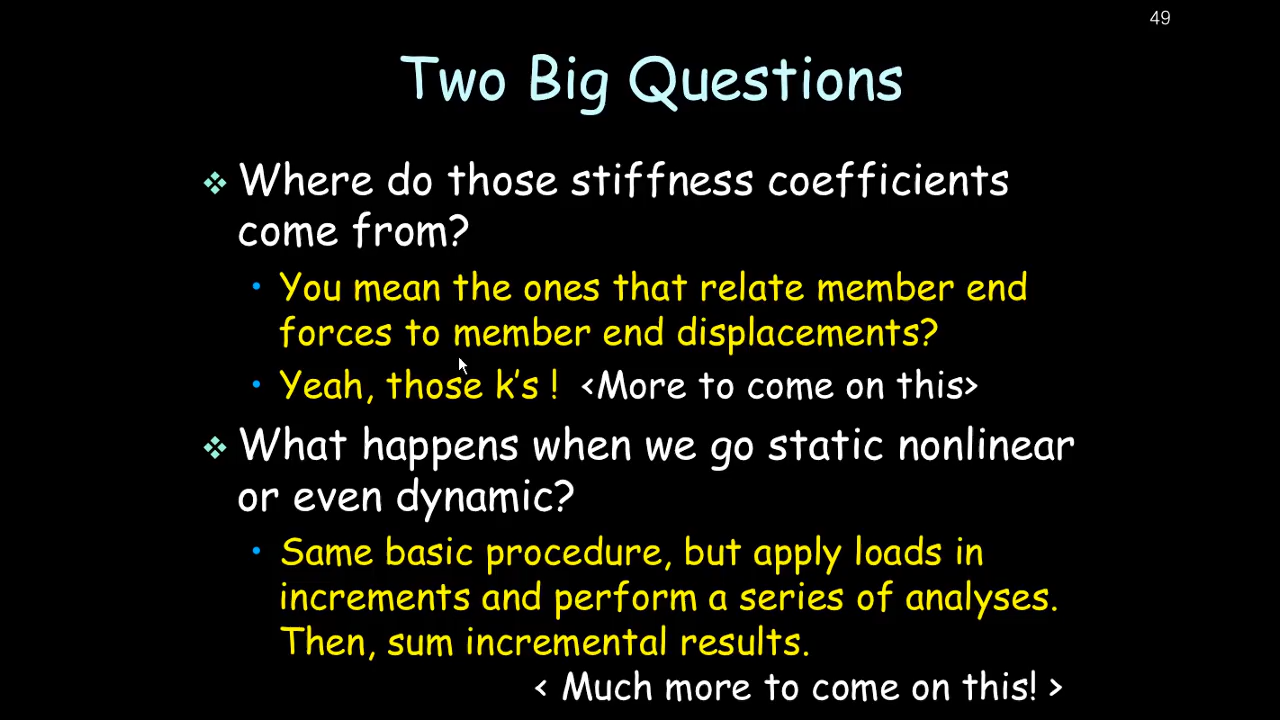 49
Two Big Questions
❖ Where do those stiffness coefficients
come from?
• You mean the ones that relate member end
forces to member end displacements?
• Yeah, those k’s ! <More to come on this>
❖ What happens when we go static nonlinear
or even dynamic?
• Same basic procedure, but apply loads in
increments and perform a series of analyses.
Then, sum incremental results.
< Much more to come on this! >